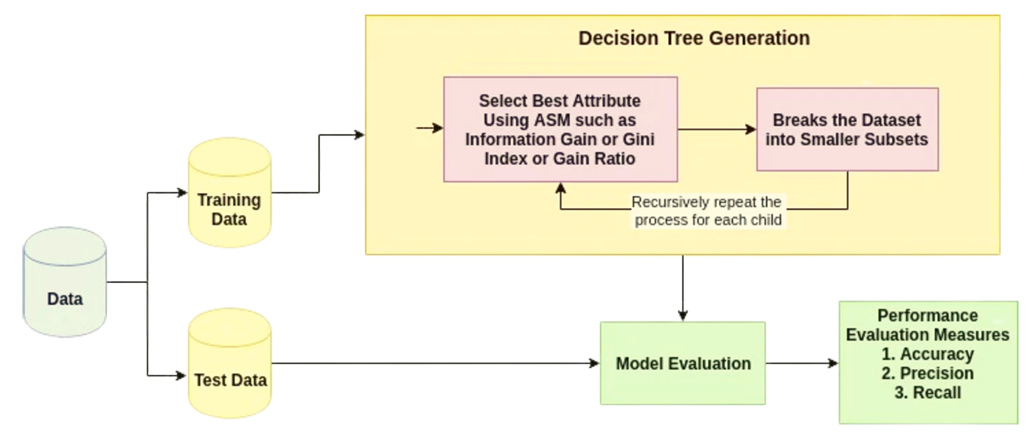 Decision Tree Generation
Select Best Attribute
Using ASM such as
Information Gain or Gini
Index or Gain Ratio
Breaks the Dataset
into Smaller Subsets
Recursively repeat the
process for each child
Training
Data
Data
Test Data
Model Evaluation
Performance
Evaluation Measures
1. Accuracy
2. Precision
3. Recall